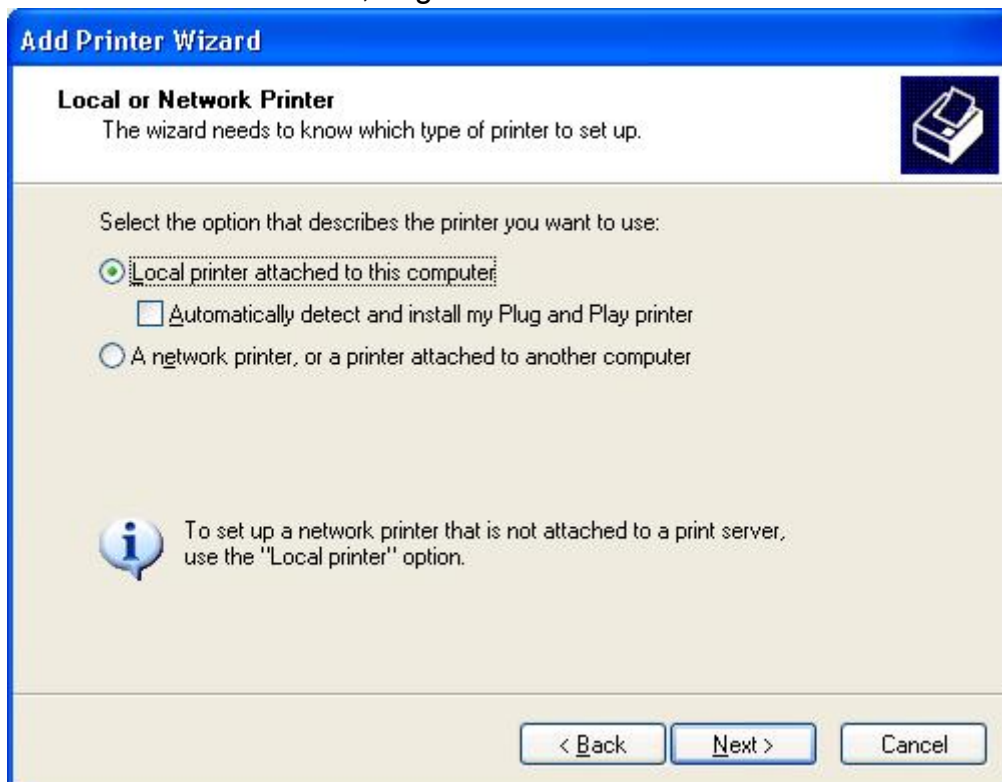 Add Printer Wizard
Local or Network Printer
The wizard needs to know which type of printer to set up.
Select the option that describes the printer you want to use:
Local printer attached to this computer
Automatically detect and install my Plug and Play printer
A network printer, or a printer attached to another computer
To set up a network printer that is not attached to a print server,
use the "Local printer" option.
< Back Next > Cancel